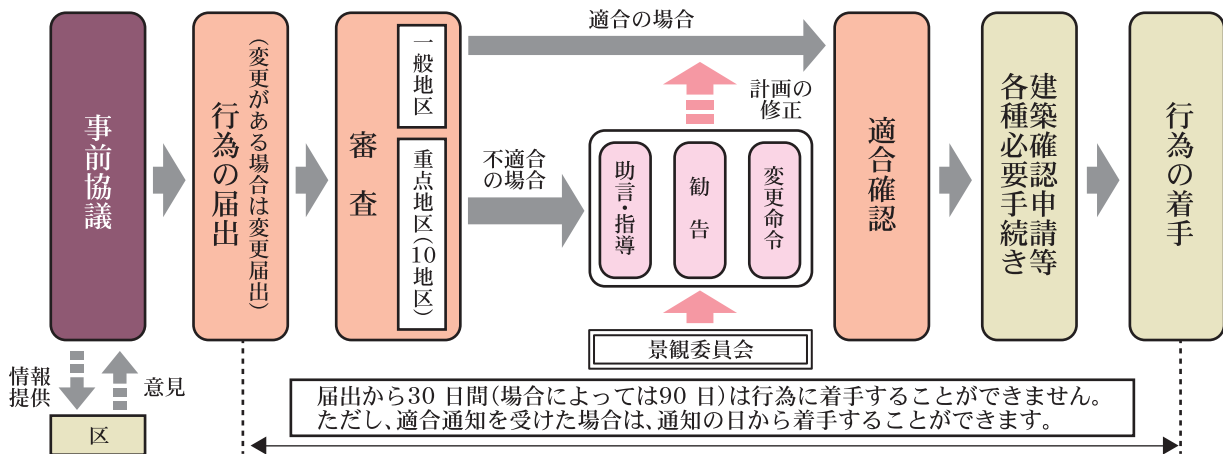 事前協議
情報
提供
意見
区
行為の届出
（変更がある場合は変更届出）
審査
一般地区
重点地区（10地区）
適合の場合
不適合
の場合
助言・指導
勧告
変更命令
計画の
修正
景観委員会
適合確認
建築確認申請等
各種必要手続き
行為の着手
届出から30 日間（場合によっては90 日）は行為に着手することができません。
ただし、適合通知を受けた場合は、通知の日から着手することができます。